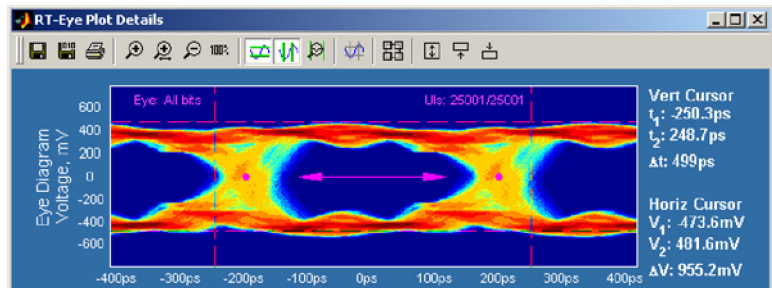 RT-Eye Plot Details
100%
Eye: All bits
UIs: 25001/25001
Eye Diagram
Voltage, mV
600
400
200
0
-200
-400
-600
-400ps -300ps -200ps -100ps 0ps 100ps 200ps 300ps 400ps
Vert Cursor
t1: -250.3ps
t2: 248.7ps
Δt: 499ps
Horiz Cursor
V1: -473.6mV
V2: 481.6mV
ΔV: 955.2mV